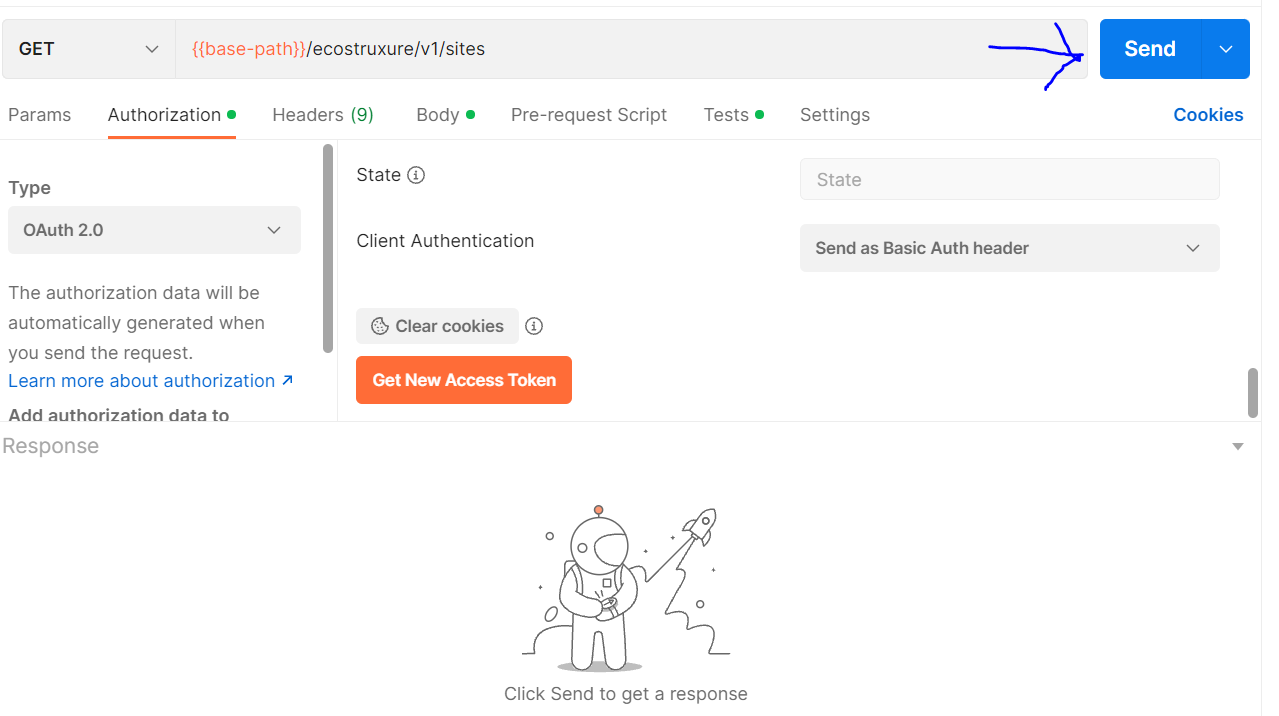 GET {{base-path}}/ecostruxure/v1/sites Send
Params Authorization Headers (9) Body Pre-request Script Tests Settings Cookies
Type
OAuth 2.0
The authorization data will be
automatically generated when
you send the request.
Learn more about authorization ↗
Add authorization data to
State
State
Client Authentication
Send as Basic Auth header
Clear cookies
Get New Access Token
Response
Click Send to get a response